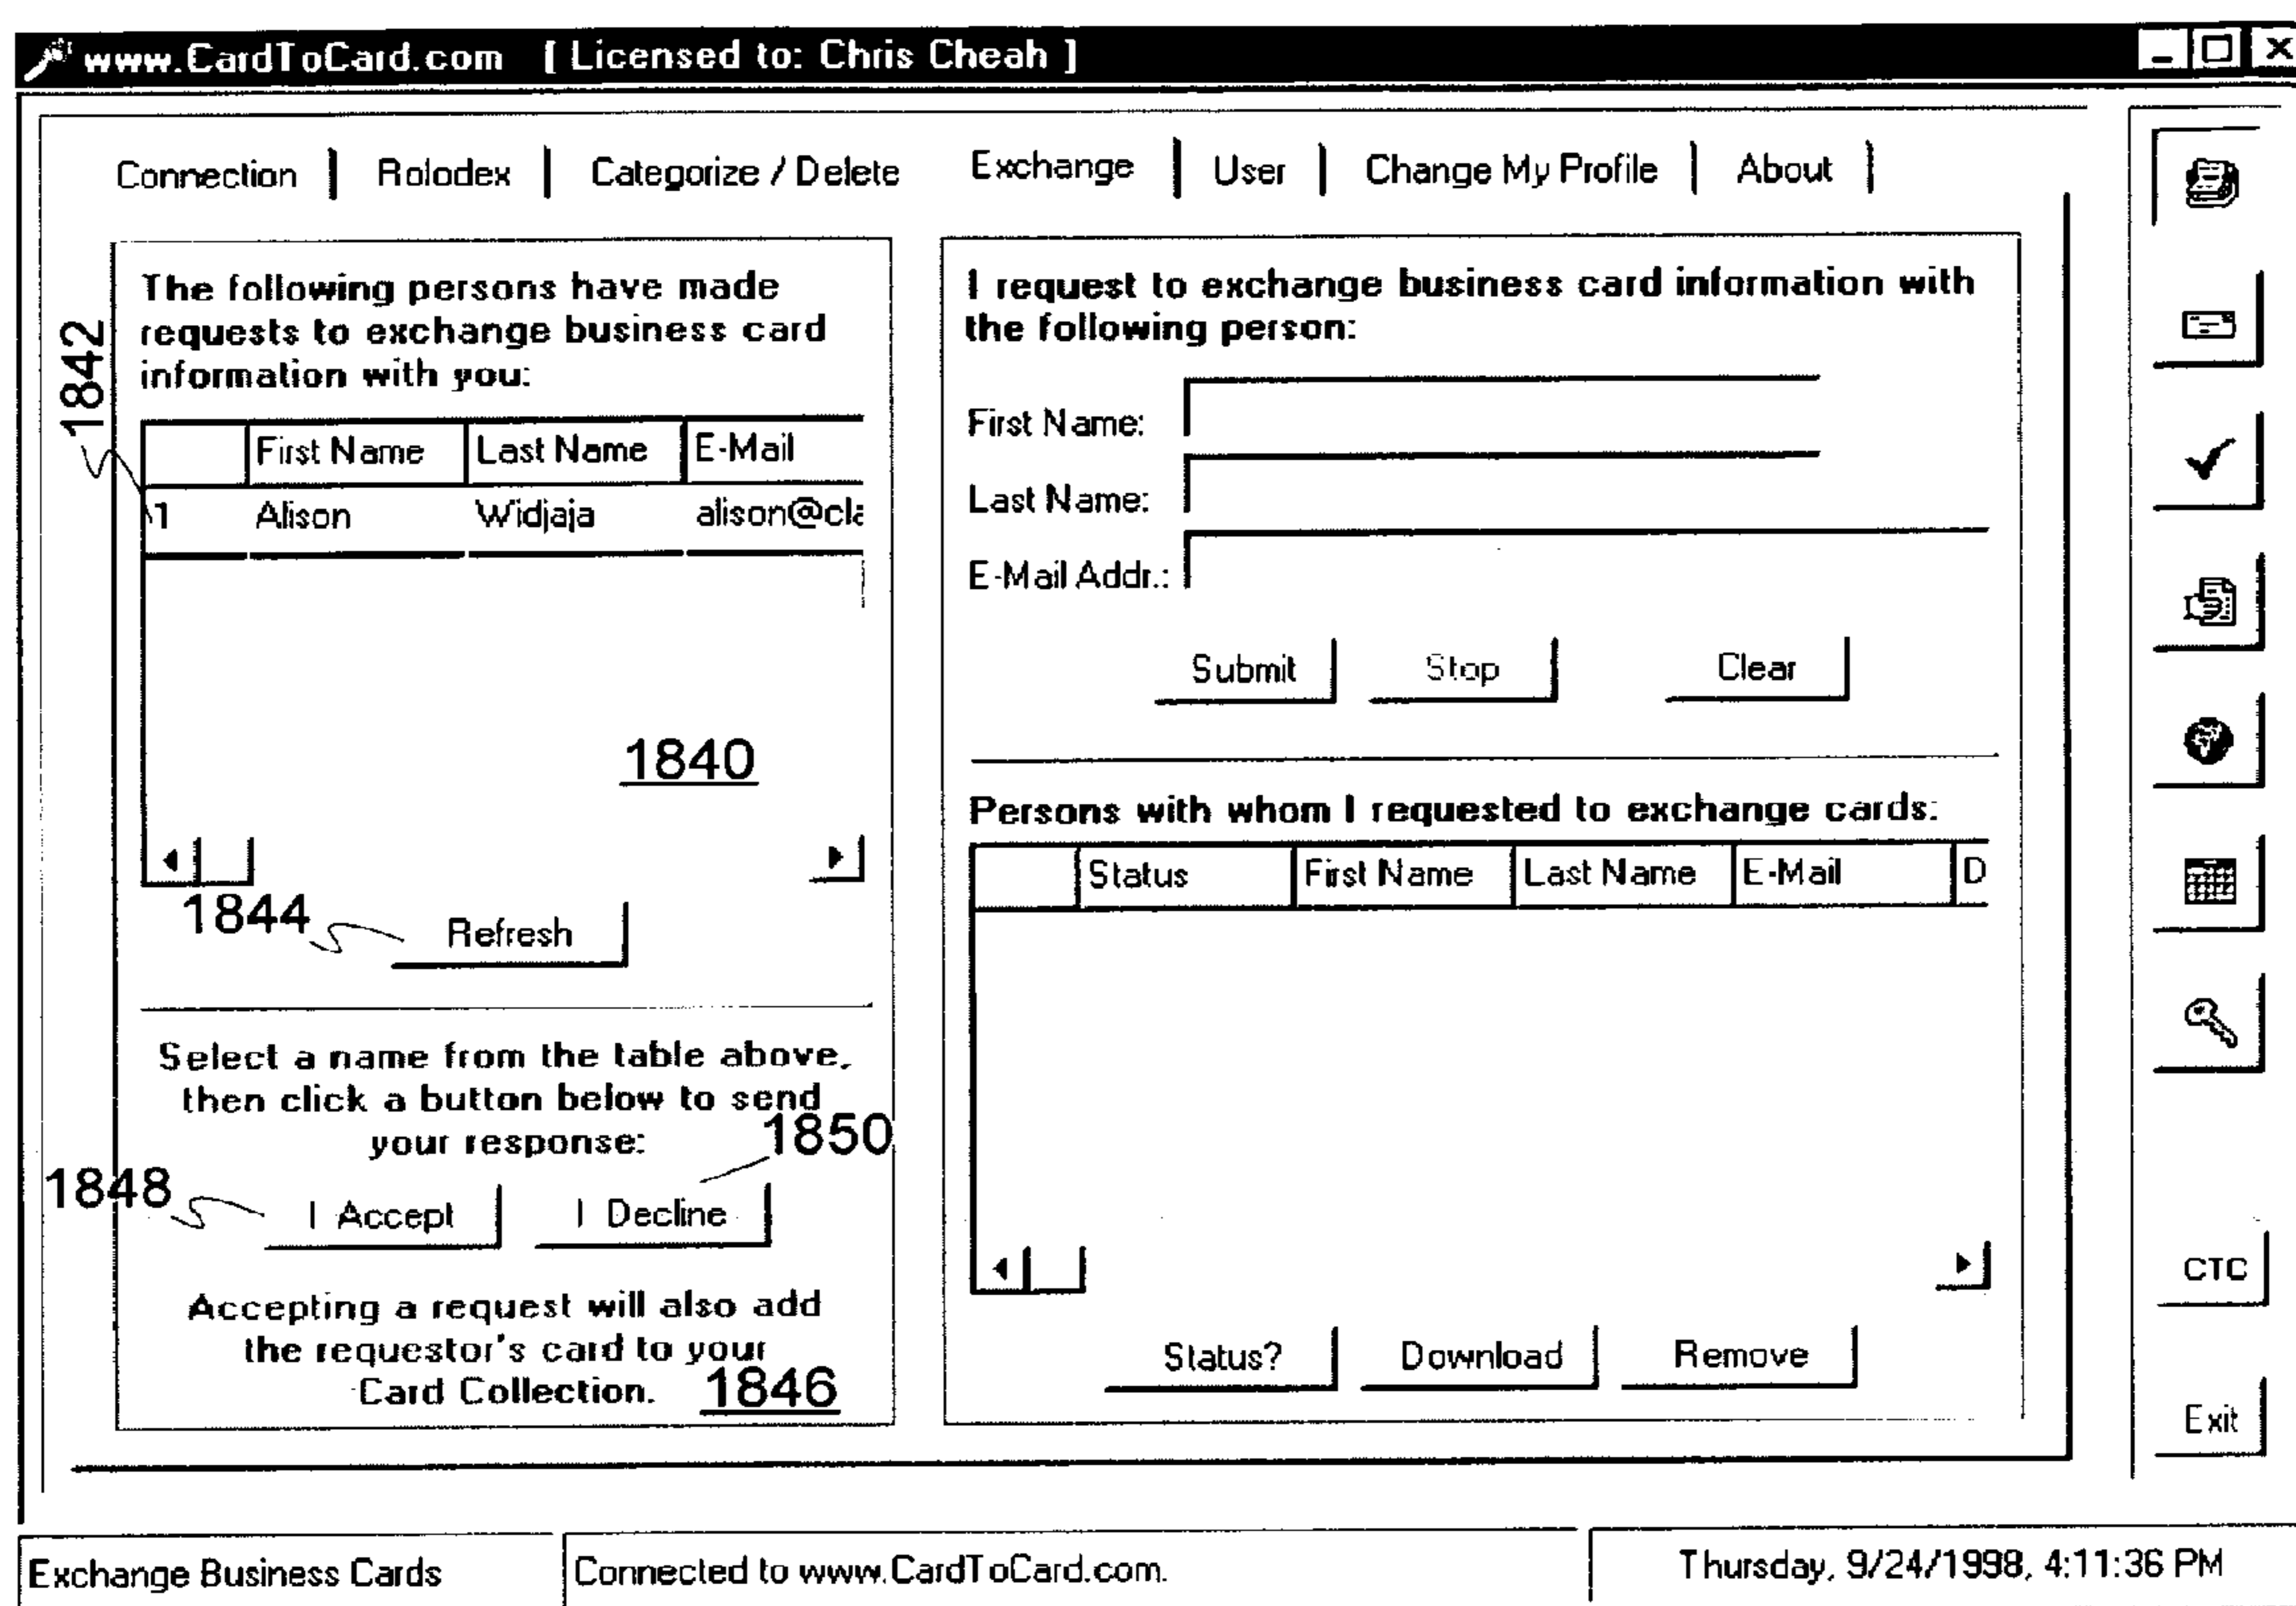 www.CardToCard.com [ Licensed to: Chris Cheah ]
Connection Rolodex Categorize / Delete Exchange User Change My Profile About
The following persons have made
requests to exchange business card
information with you:
1842
First Name Last Name E-Mail
1 Alison Widjaja alison@cla
1840
1844
Refresh
Select a name from the table above,
then click a button below to send
your response:
1850
1848
I Accept I Decline
Accepting a request will also add
the requestor's card to your
Card Collection.
1846
I request to exchange business card information with
the following person:
First Name:
Last Name:
E-Mail Addr.:
Submit Stop Clear
Persons with whom I requested to exchange cards:
Status First Name Last Name E-Mail D
Status? Download Remove
CTC
Exit
Exchange Business Cards Connected to www.CardToCard.com. Thursday, 9/24/1998, 4:11:36 PM